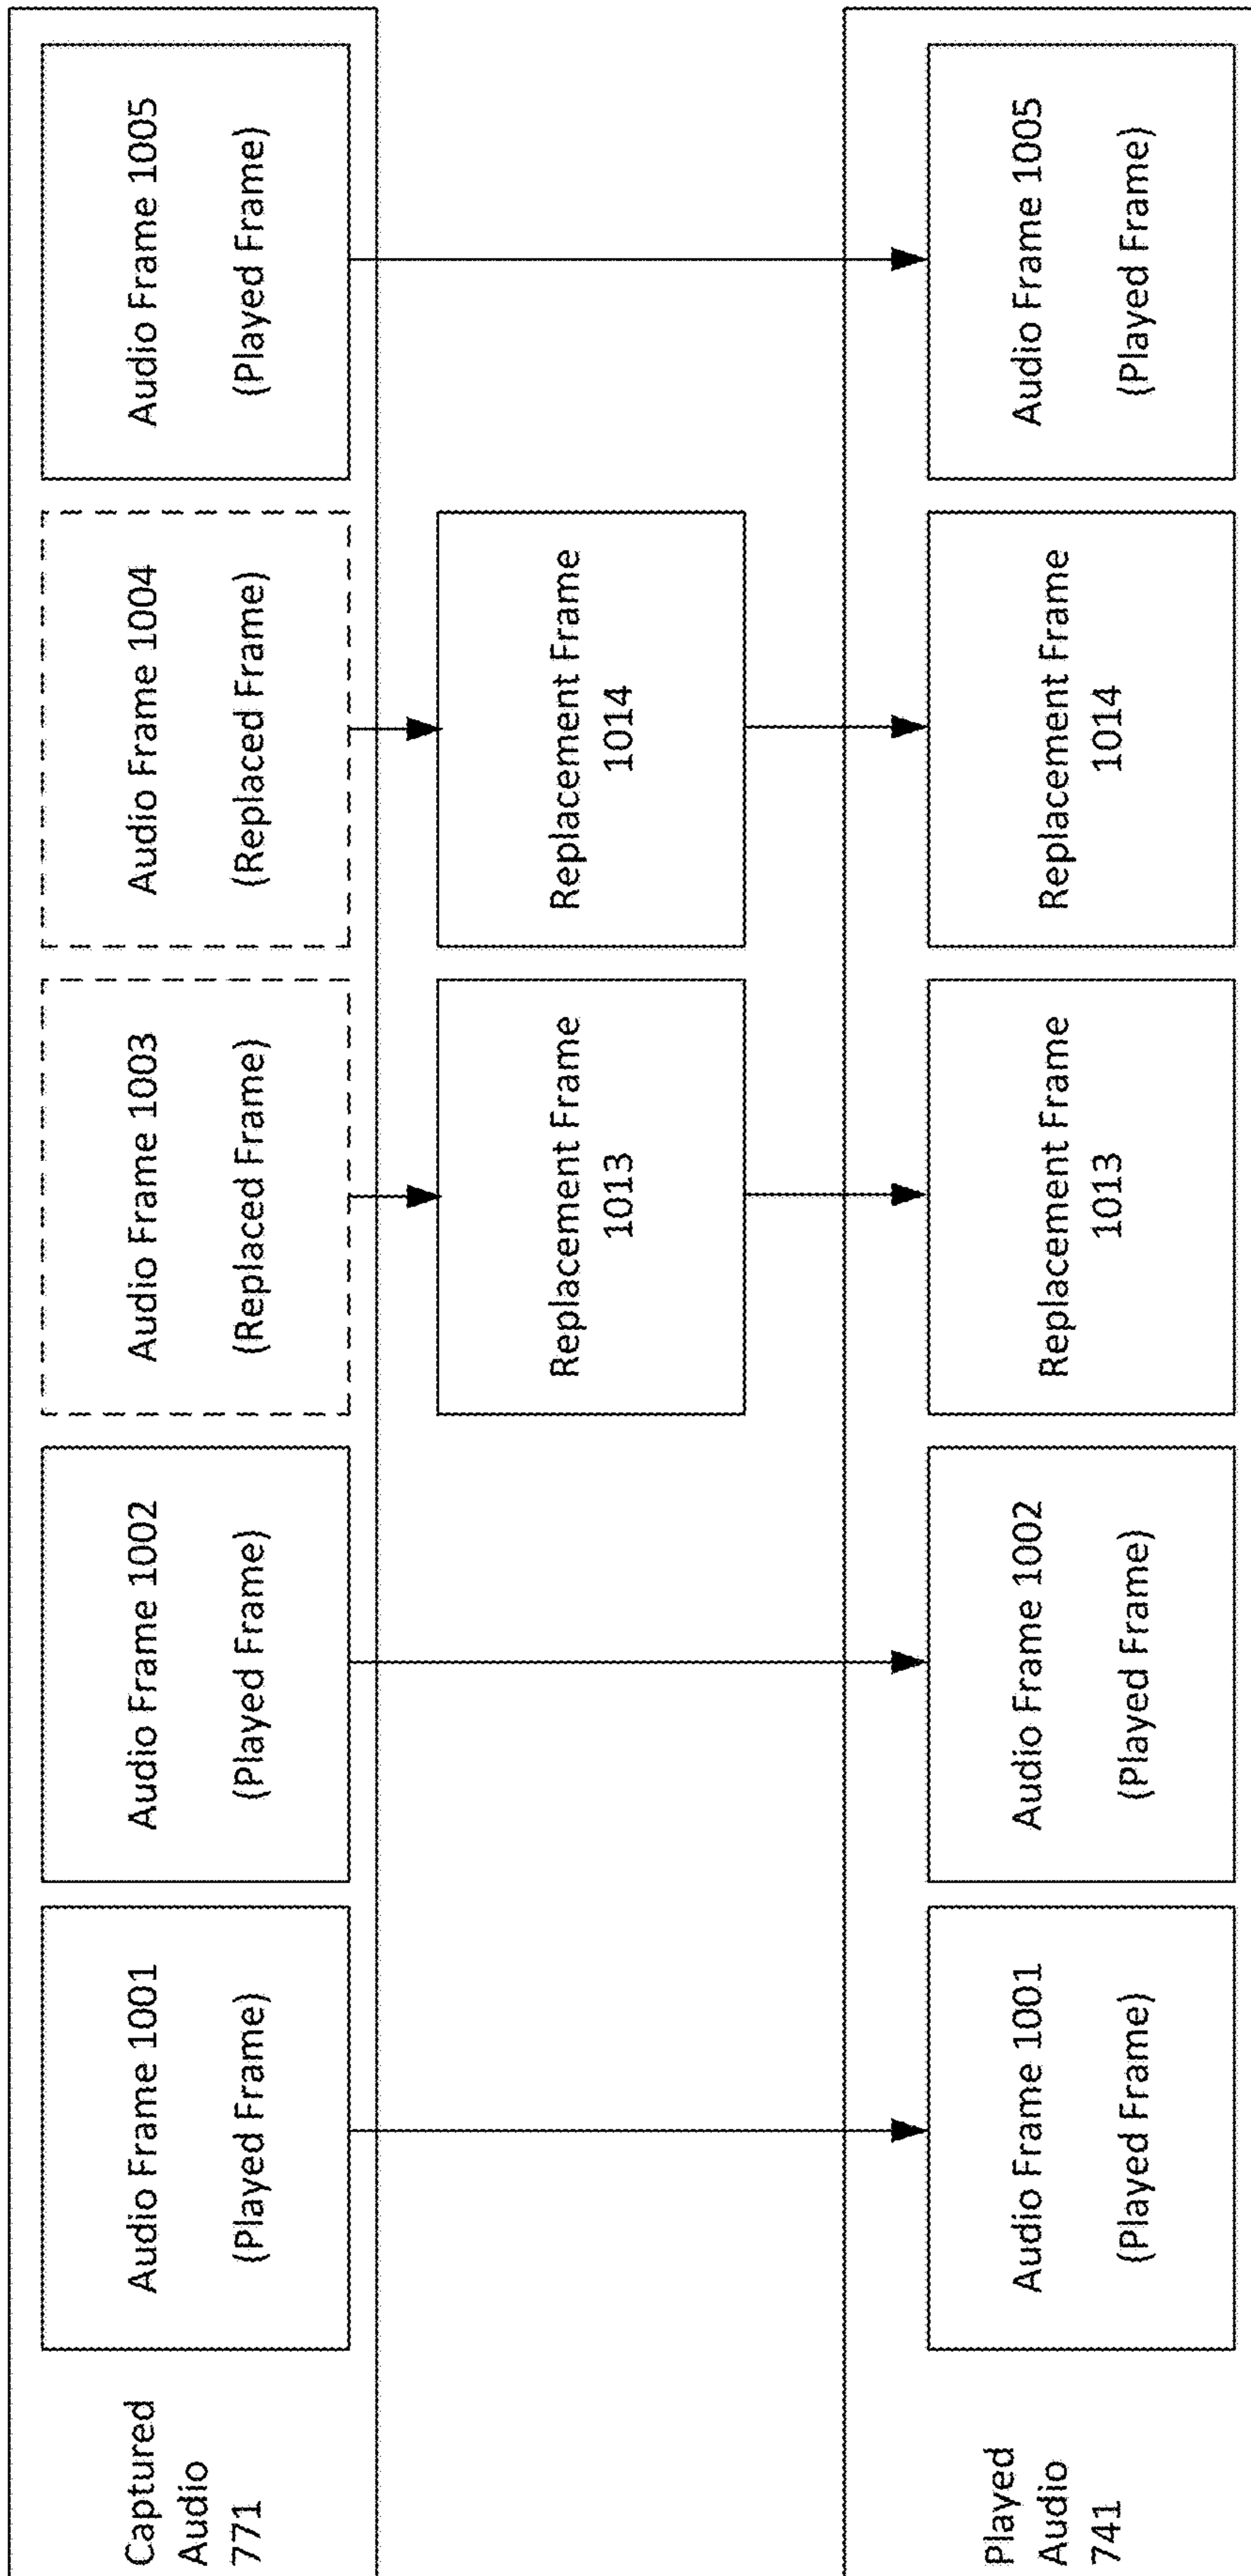 Captured
Audio
771
Audio Frame 1001
(Played Frame)
Audio Frame 1002
(Played Frame)
Audio Frame 1003
(Replaced Frame)
Audio Frame 1004
(Replaced Frame)
Audio Frame 1005
(Played Frame)
Replacement Frame
1013
Replacement Frame
1014
Played
Audio
741
Audio Frame 1001
(Played Frame)
Audio Frame 1002
(Played Frame)
Replacement Frame
1013
Replacement Frame
1014
Audio Frame 1005
(Played Frame)